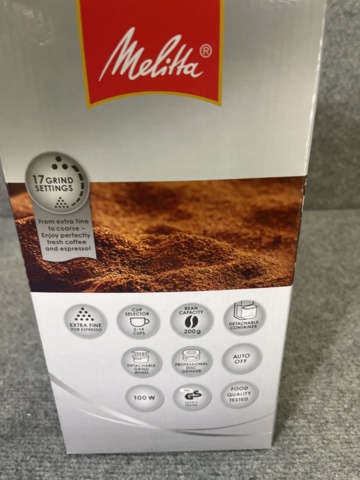 Melitta®
17 GRIND
SETTINGS
From extra fine
to coarse –
Enjoy perfectly
fresh coffee
and espresso!
EXTRA FINE
FOR ESPRESSO
CUP
SELECTOR
2-14
CUPS
BEAN
CAPACITY
200g
DETACHABLE
CONTAINER
DETACHABLE
GRIND
WHEEL
PROFESSIONAL
DISC
GRINDER
AUTO
OFF
100 W
GS
FOOD
QUALITY
TESTED